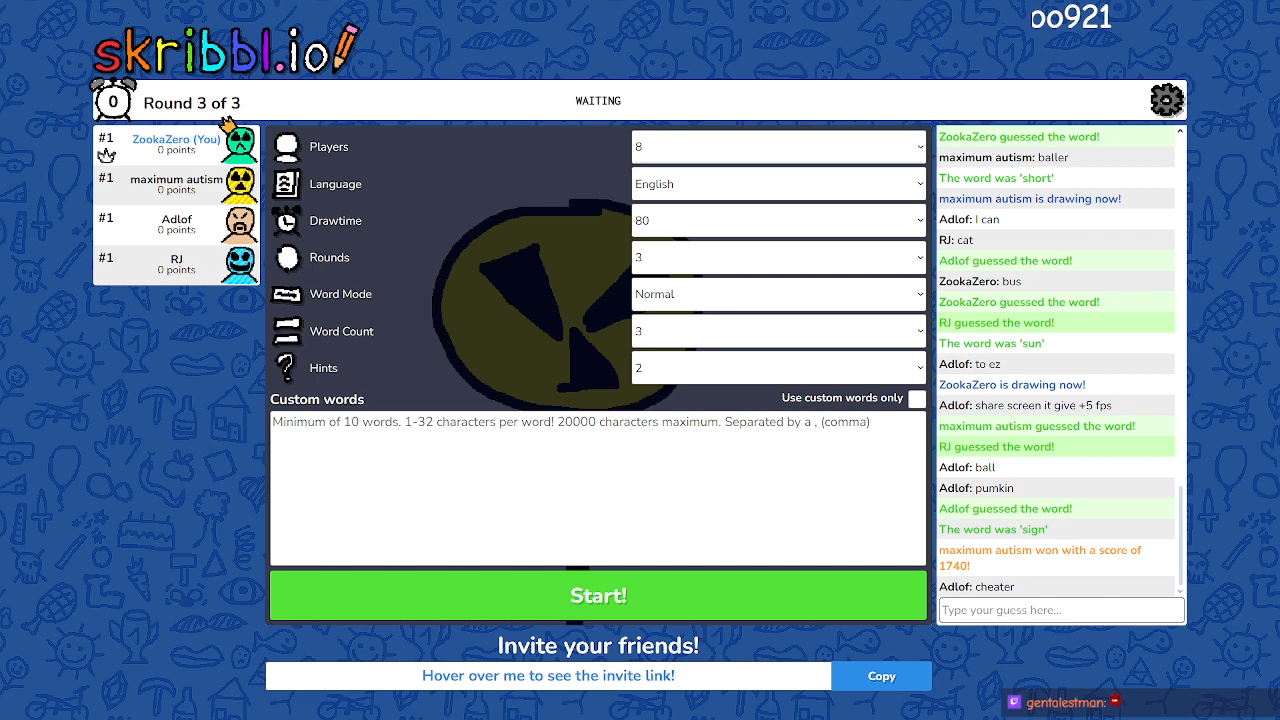 oo921
skribbl.io
0
Round 3 of 3
WAITING
#1
ZookaZero (You)
0 points
#1
maximum autism
0 points
#1
Adlof
0 points
#1
RJ
0 points
Players
8
Language
English
Drawtime
80
Rounds
3
Word Mode
Normal
Word Count
3
Hints
2
Custom words
Use custom words only
Minimum of 10 words. 1-32 characters per word! 20000 characters maximum. Separated by a , (comma)
Start!
Invite your friends!
Hover over me to see the invite link!
Copy
ZookaZero guessed the word!
maximum autism: baller
The word was 'short'
maximum autism is drawing now!
Adlof: I can
RJ: cat
Adlof guessed the word!
ZookaZero: bus
ZookaZero guessed the word!
RJ guessed the word!
The word was 'sun'
Adlof: to ez
ZookaZero is drawing now!
Adlof: share screen it give +5 fps
maximum autism guessed the word!
RJ guessed the word!
Adlof: ball
Adlof: pumkin
Adlof guessed the word!
The word was 'sign'
maximum autism won with a score of
1740!
Adlof: cheater
Type your guess here...
gentalestman: